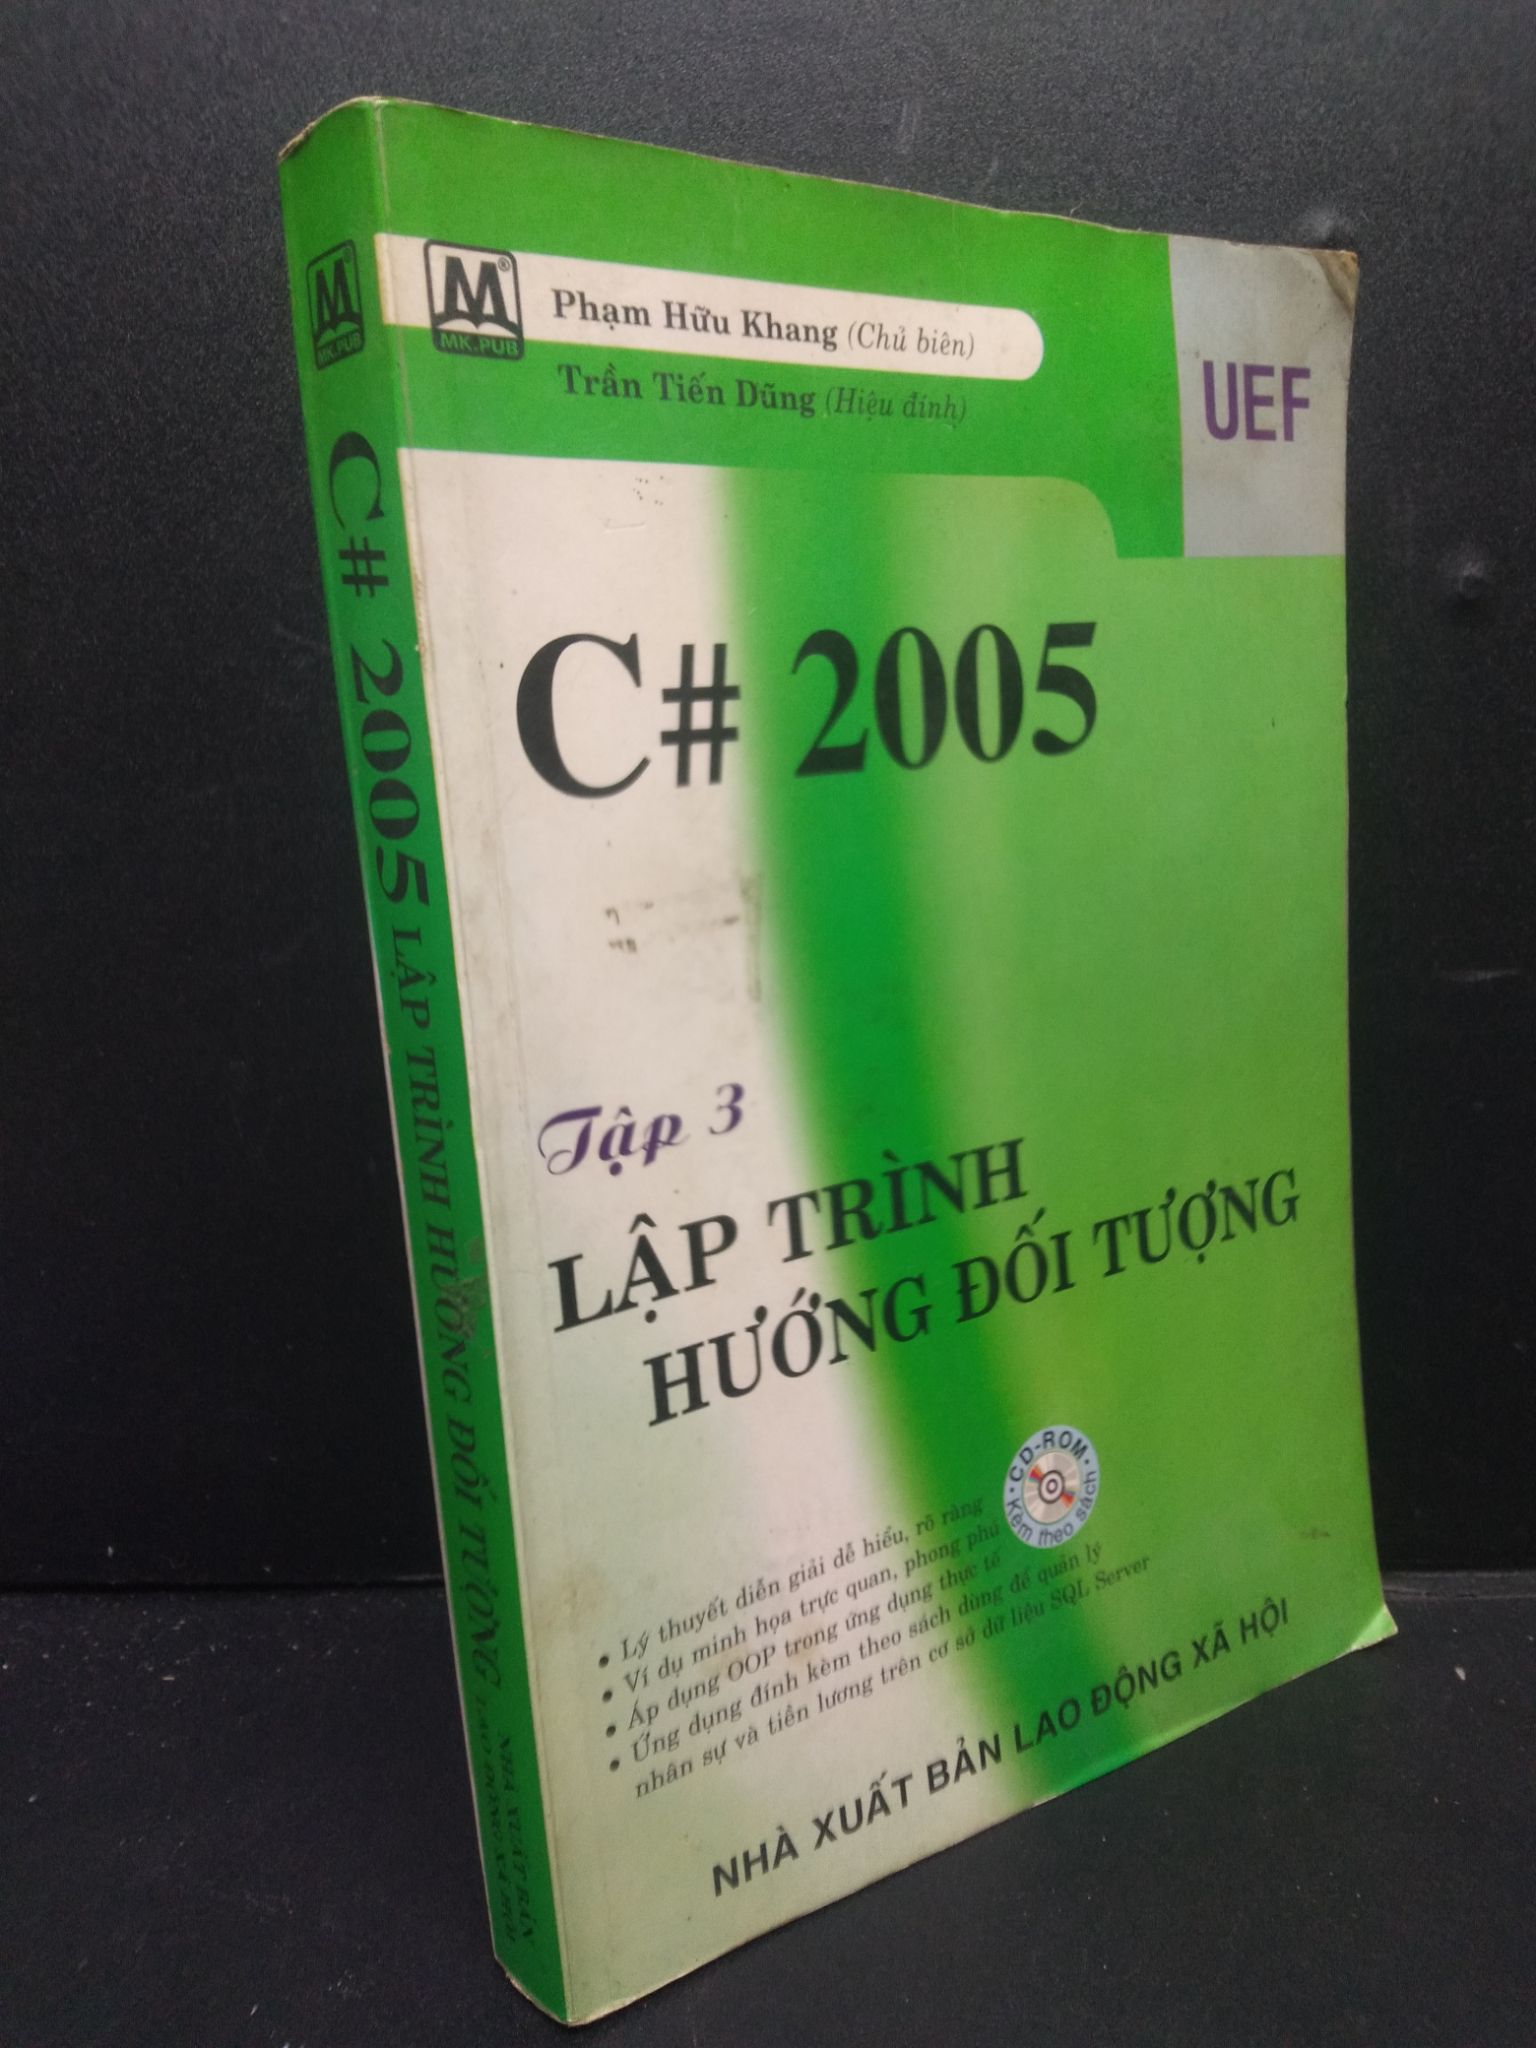 M®
MK.PUB
Phạm Hữu Khang (Chủ biên)
Trần Tiến Dũng (Hiệu đính)
UEF
C# 2005
Tập 3
LẬP TRÌNH
HƯỚNG ĐỐI TƯỢNG
CD-ROM
Kèm theo sách
• Lý thuyết diễn giải dễ hiểu, rõ ràng
• Ví dụ minh họa trực quan, phong phú
• Áp dụng OOP trong ứng dụng thực tế
• Ứng dụng đính kèm theo sách dùng để quản lý
nhân sự và tiền lương trên cơ sở dữ liệu SQL Server
NHÀ XUẤT BẢN LAO ĐỘNG XÃ HỘI
M
MK.PUB
C# 2005 LẬP TRÌNH HƯỚNG ĐỐI TƯỢNG
NHÀ XUẤT BẢN
LAO ĐỘNG XÃ HỘI